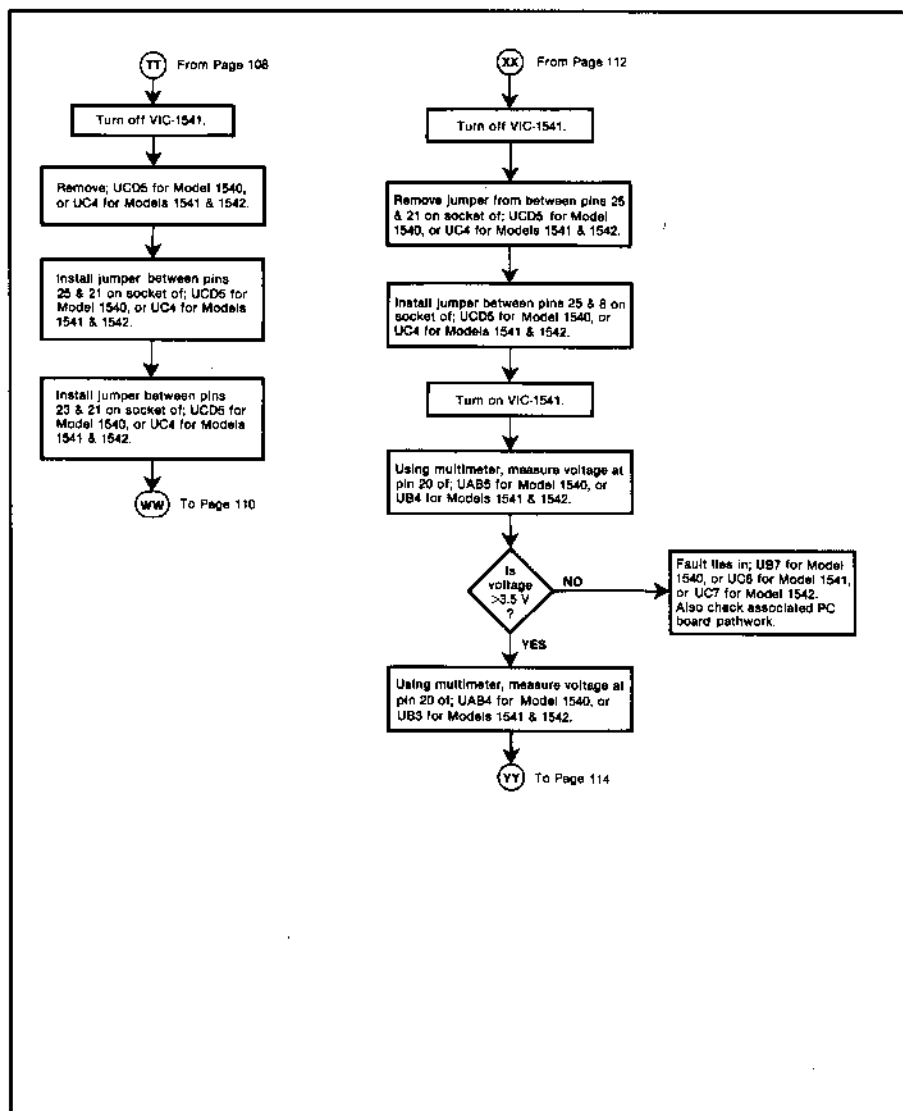 TT From Page 108
Turn off VIC-1541.
Remove; UCD5 for Model 1540,
or UC4 for Models 1541 & 1542.
Install jumper between pins
25 & 21 on socket of; UCD5 for
Model 1540, or UC4 for Models
1541 & 1542.
Install jumper between pins
23 & 21 on socket of; UCD5 for
Model 1540, or UC4 for Models
1541 & 1542.
WW To Page 110
XX From Page 112
Turn off VIC-1541.
Remove jumper from between pins 25
& 21 on socket of; UCD5 for Model
1540, or UC4 for Models 1541 & 1542.
Install jumper between pins 25 & 8 on
socket of; UCD5 for Model 1540, or
UC4 for Models 1541 & 1542.
Turn on VIC-1541.
Using multimeter, measure voltage at
pin 20 of; UAB5 for Model 1540, or
UB4 for Models 1541 & 1542.
Is
voltage
>3.5 V
?
NO
Fault lies in; UB7 for Model
1540, or UC6 for Model 1541,
or UC7 for Model 1542.
Also check associated PC
board pathwork.
YES
Using multimeter, measure voltage at
pin 20 of; UAB4 for Model 1540, or
UB3 for Models 1541 & 1542.
YY To Page 114